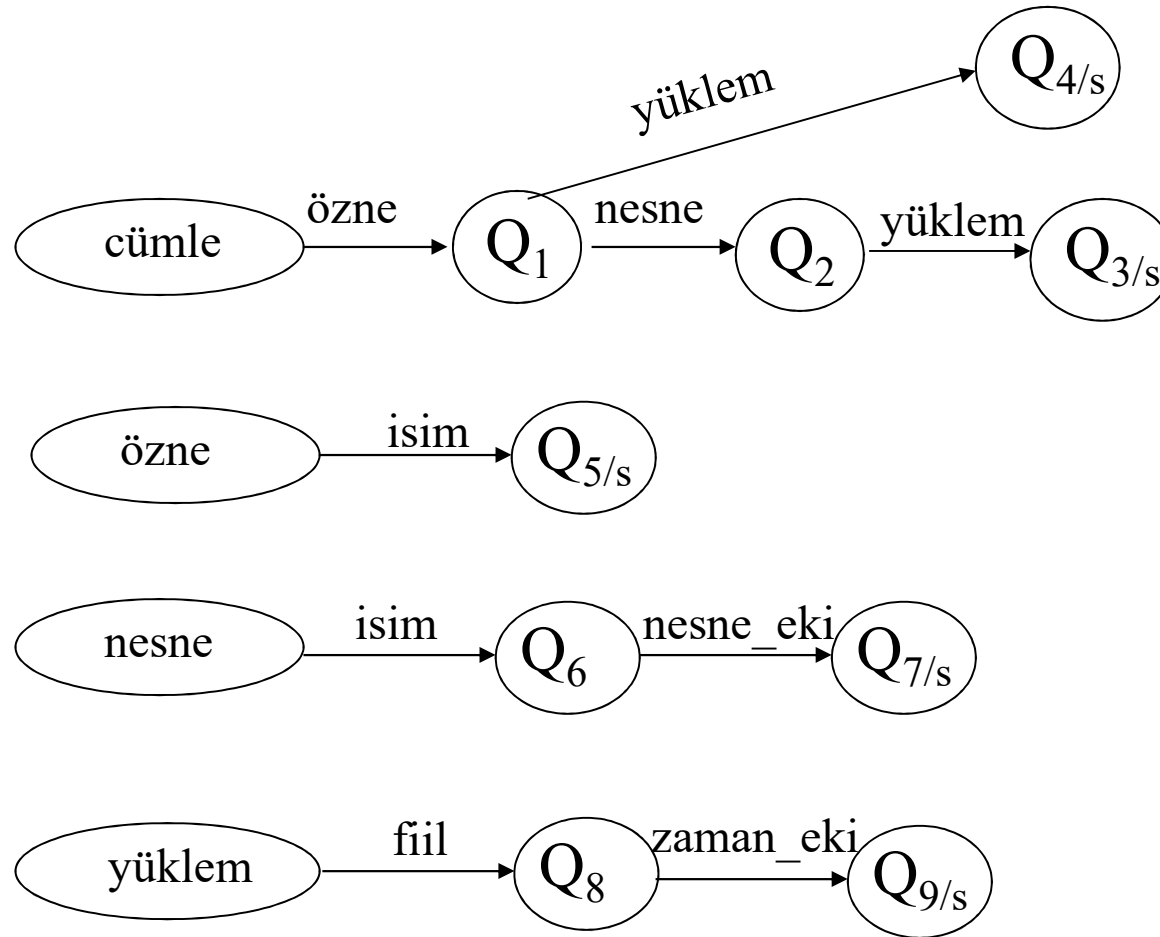 Q4/s
yüklem
cümle özne Q1 nesne Q2 yüklem Q3/s
özne isim Q5/s
nesne isim Q6 nesne_eki Q7/s
yüklem fiil Q8 zaman_eki Q9/s